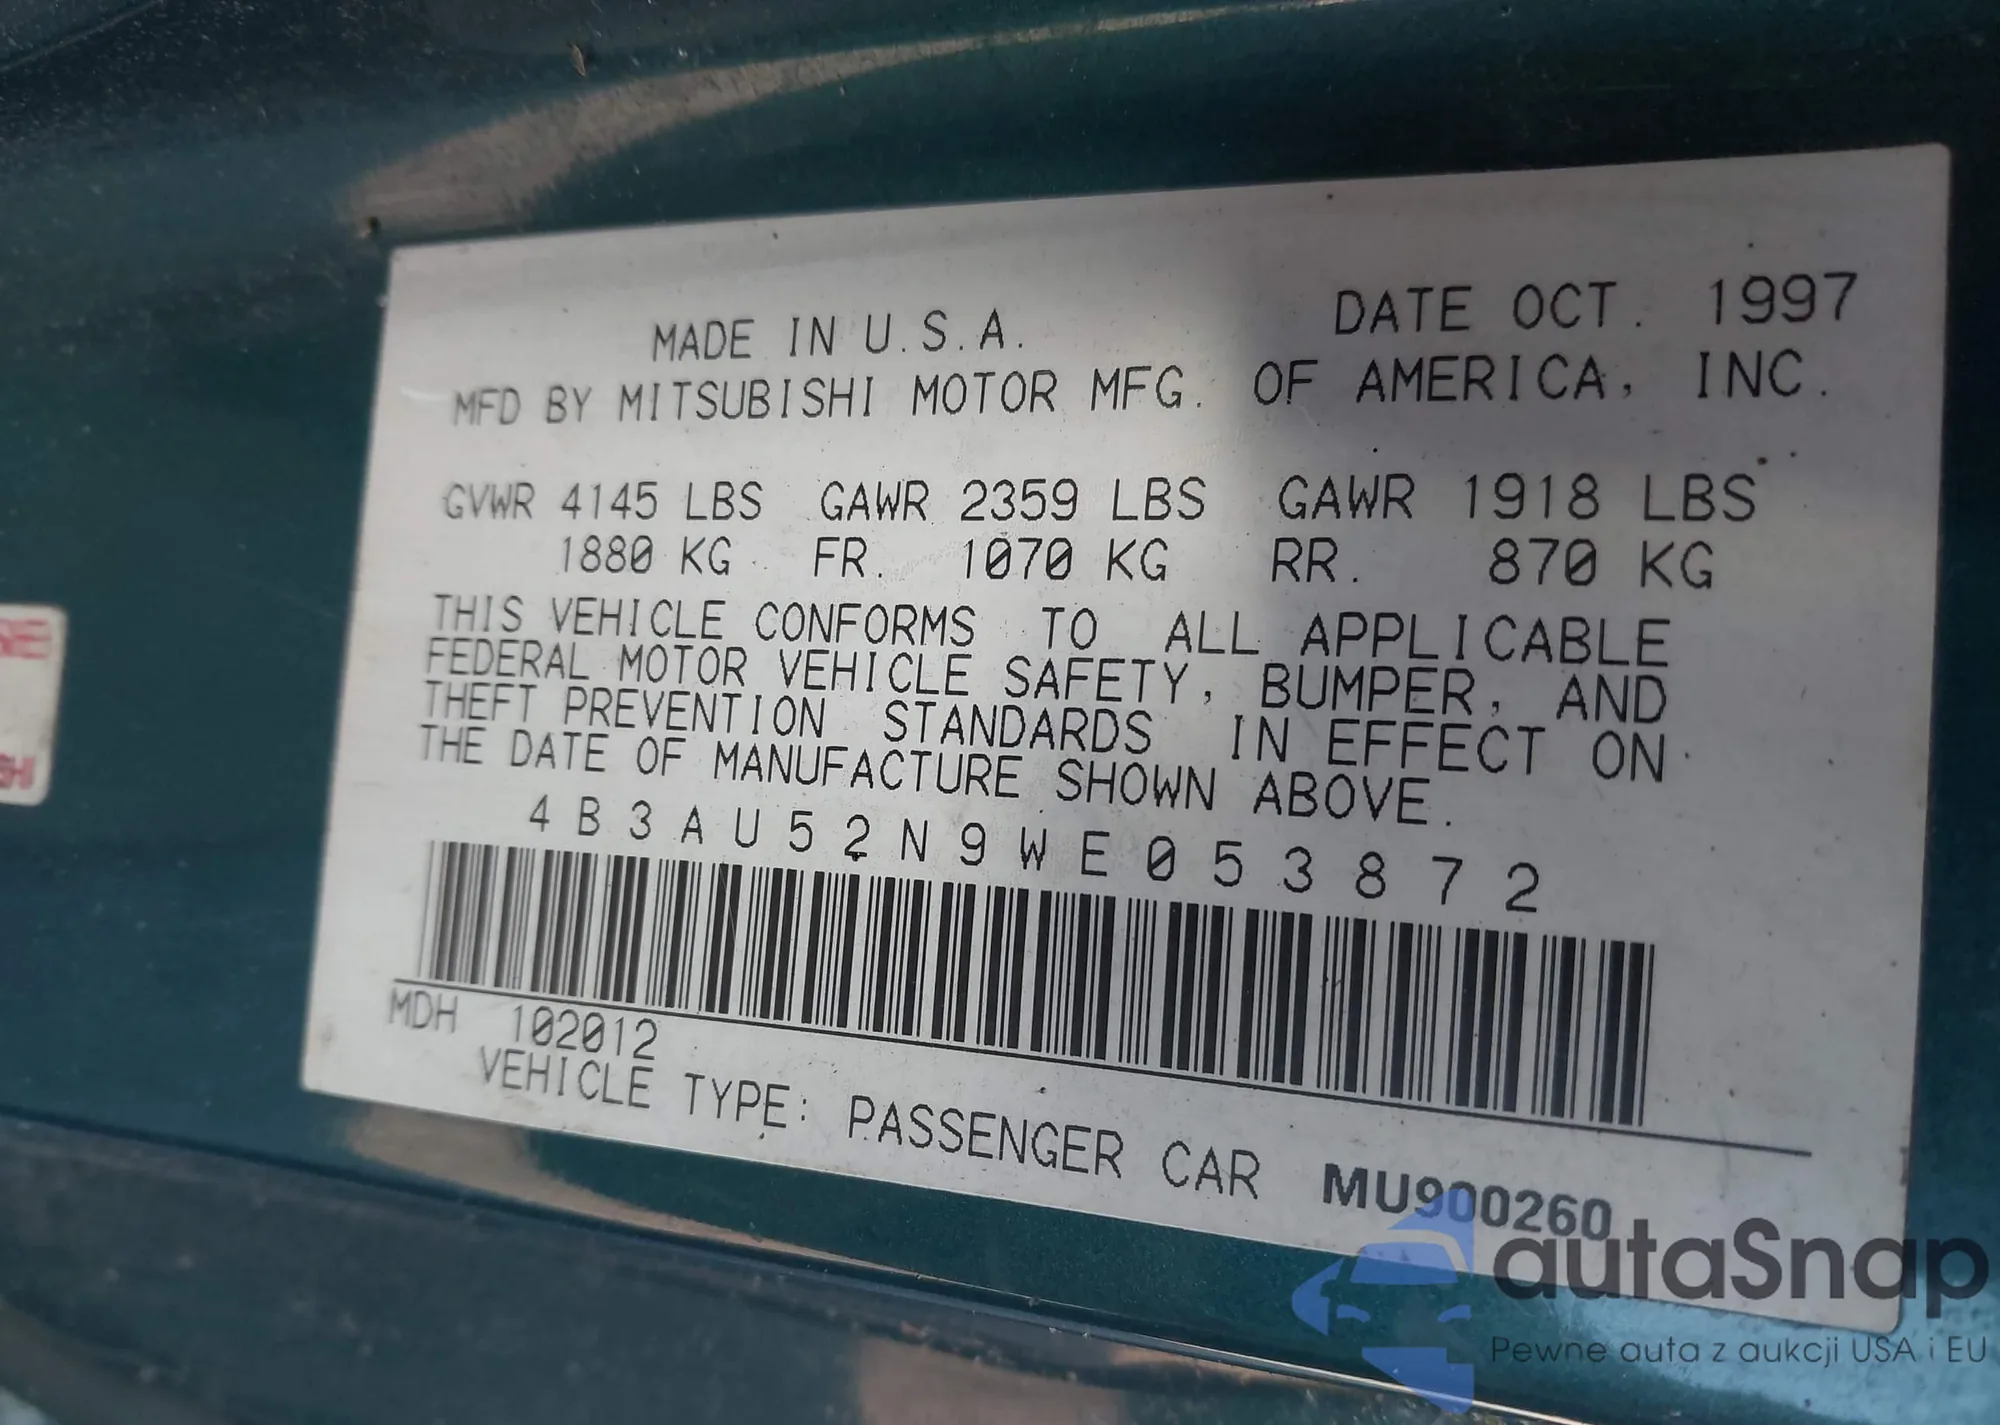 MADE IN U.S.A. DATE OCT. 1997
MFD BY MITSUBISHI MOTOR MFG. OF AMERICA, INC.
GVWR 4145 LBS GAWR 2359 LBS GAWR 1918 LBS
1880 KG FR. 1070 KG RR. 870 KG
THIS VEHICLE CONFORMS TO ALL APPLICABLE
FEDERAL MOTOR VEHICLE SAFETY, BUMPER, AND
THEFT PREVENTION STANDARDS IN EFFECT ON
THE DATE OF MANUFACTURE SHOWN ABOVE.
4B3AU52N9WE053872
MDH 102012
VEHICLE TYPE: PASSENGER CAR MU900260
autaSnap
Pewne auta z aukcji USA i EU